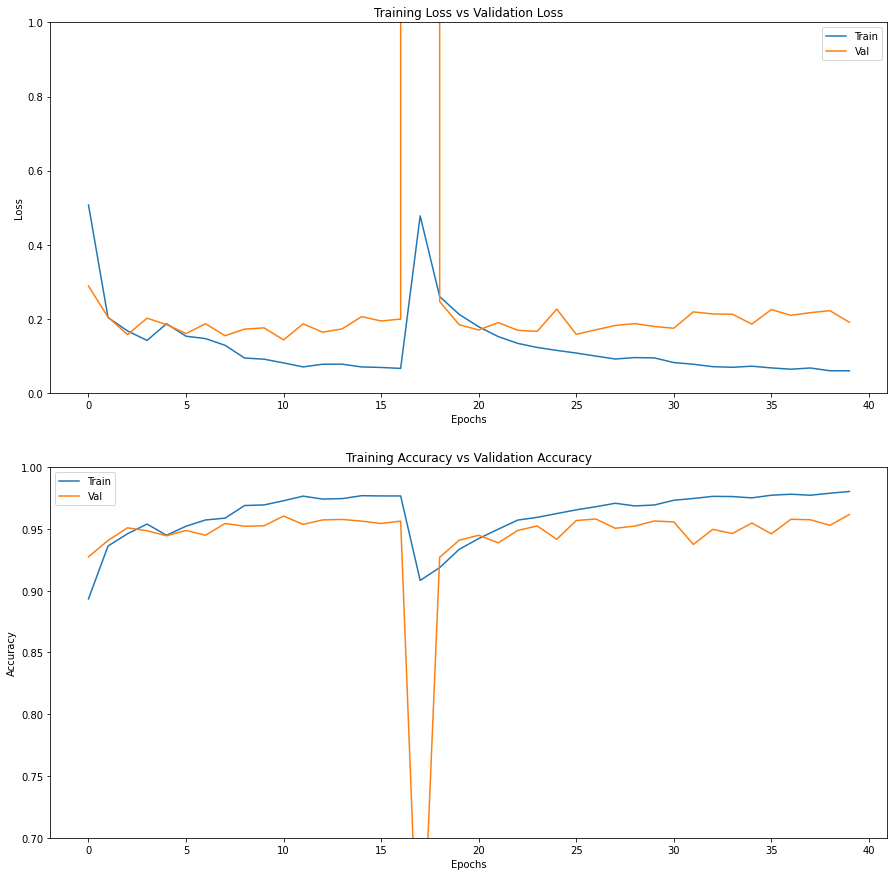 Training Loss vs Validation Loss
1.0
0.8
0.6
0.4
0.2
0.0
Loss
Train
Val
0 5 10 15 20 25 30 35 40
Epochs
Training Accuracy vs Validation Accuracy
1.00
0.95
0.90
0.85
0.80
0.75
0.70
Accuracy
Train
Val
0 5 10 15 20 25 30 35 40
Epochs